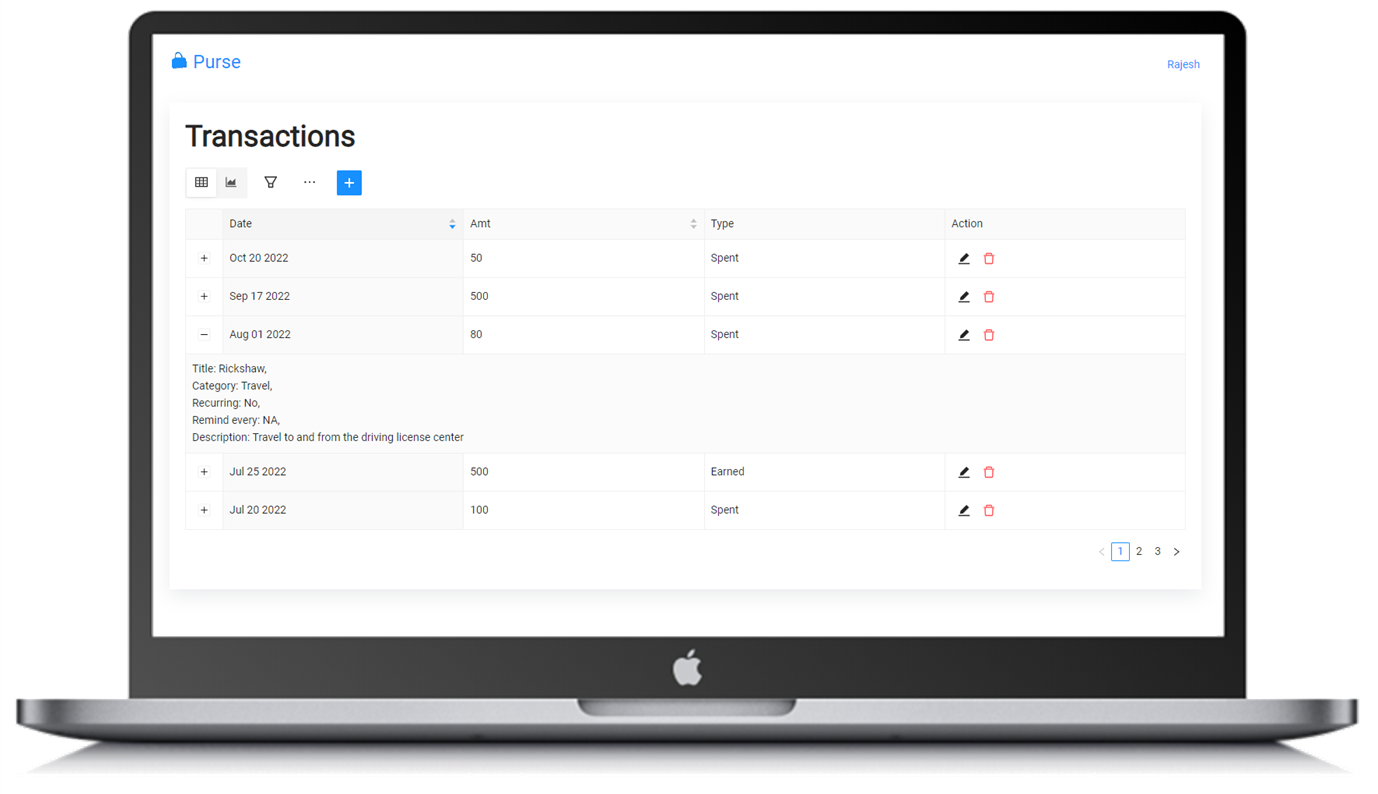 Purse
Rajesh
Transactions
Date Amt Type Action
Oct 20 2022 50 Spent
Sep 17 2022 500 Spent
Aug 01 2022 80 Spent
Title: Rickshaw,
Category: Travel,
Recurring: No,
Remind every: NA,
Description: Travel to and from the driving license center
Jul 25 2022 500 Earned
Jul 20 2022 100 Spent
1 2 3